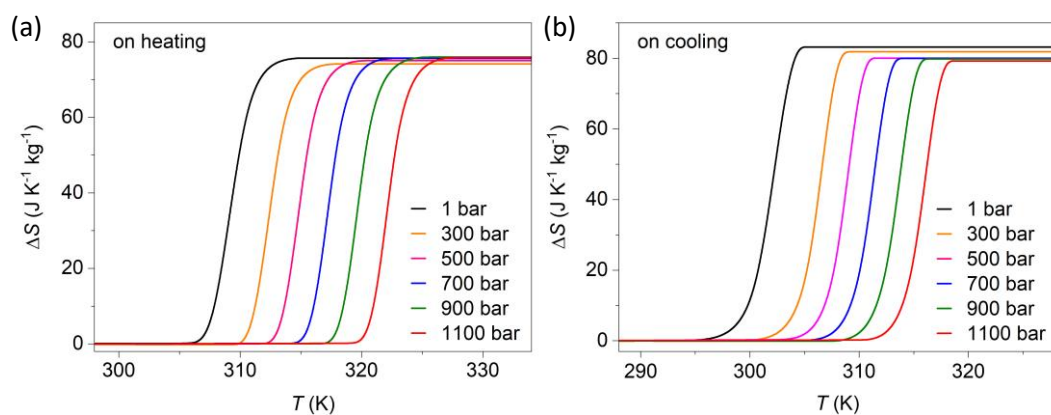 (a)
on heating
ΔS (J K⁻¹ kg⁻¹)
80
60
40
20
0
1 bar
300 bar
500 bar
700 bar
900 bar
1100 bar
300
310
320
330
T (K)
(b)
on cooling
ΔS (J K⁻¹ kg⁻¹)
80
60
40
20
0
1 bar
300 bar
500 bar
700 bar
900 bar
1100 bar
290
300
310
320
T (K)